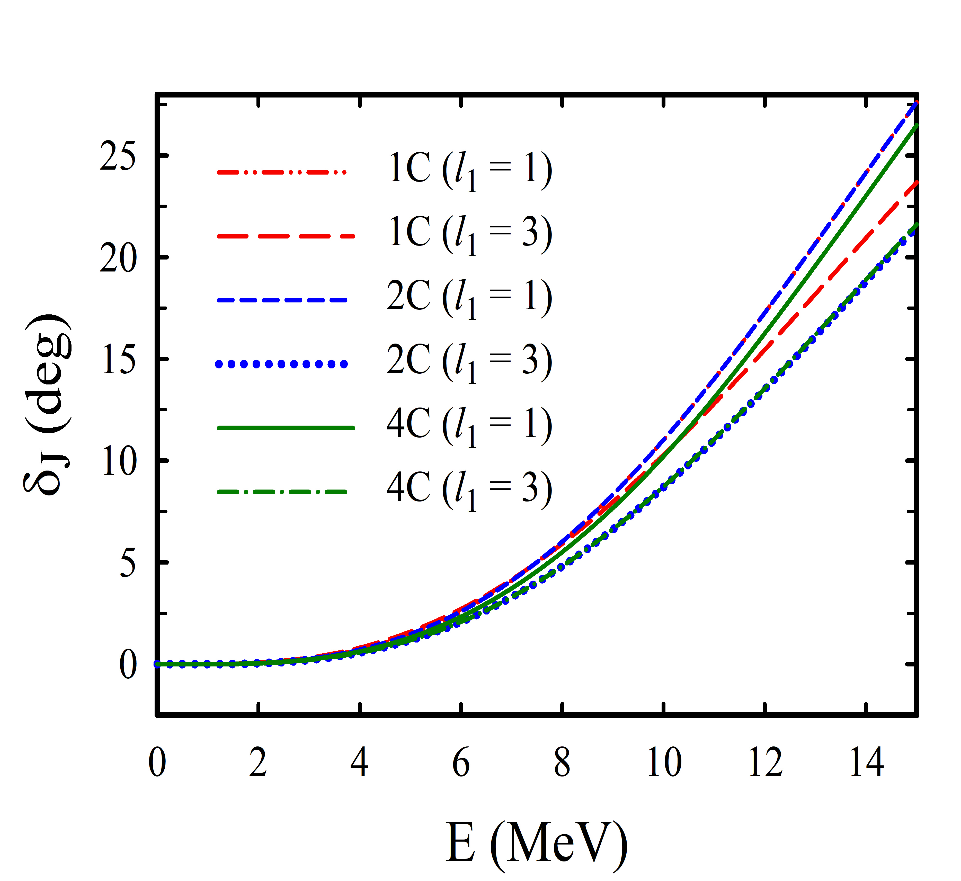 25
20
15
10
5
0
δJ (deg)
1C (l1 = 1)
1C (l1 = 3)
2C (l1 = 1)
2C (l1 = 3)
4C (l1 = 1)
4C (l1 = 3)
0 2 4 6 8 10 12 14
E (MeV)